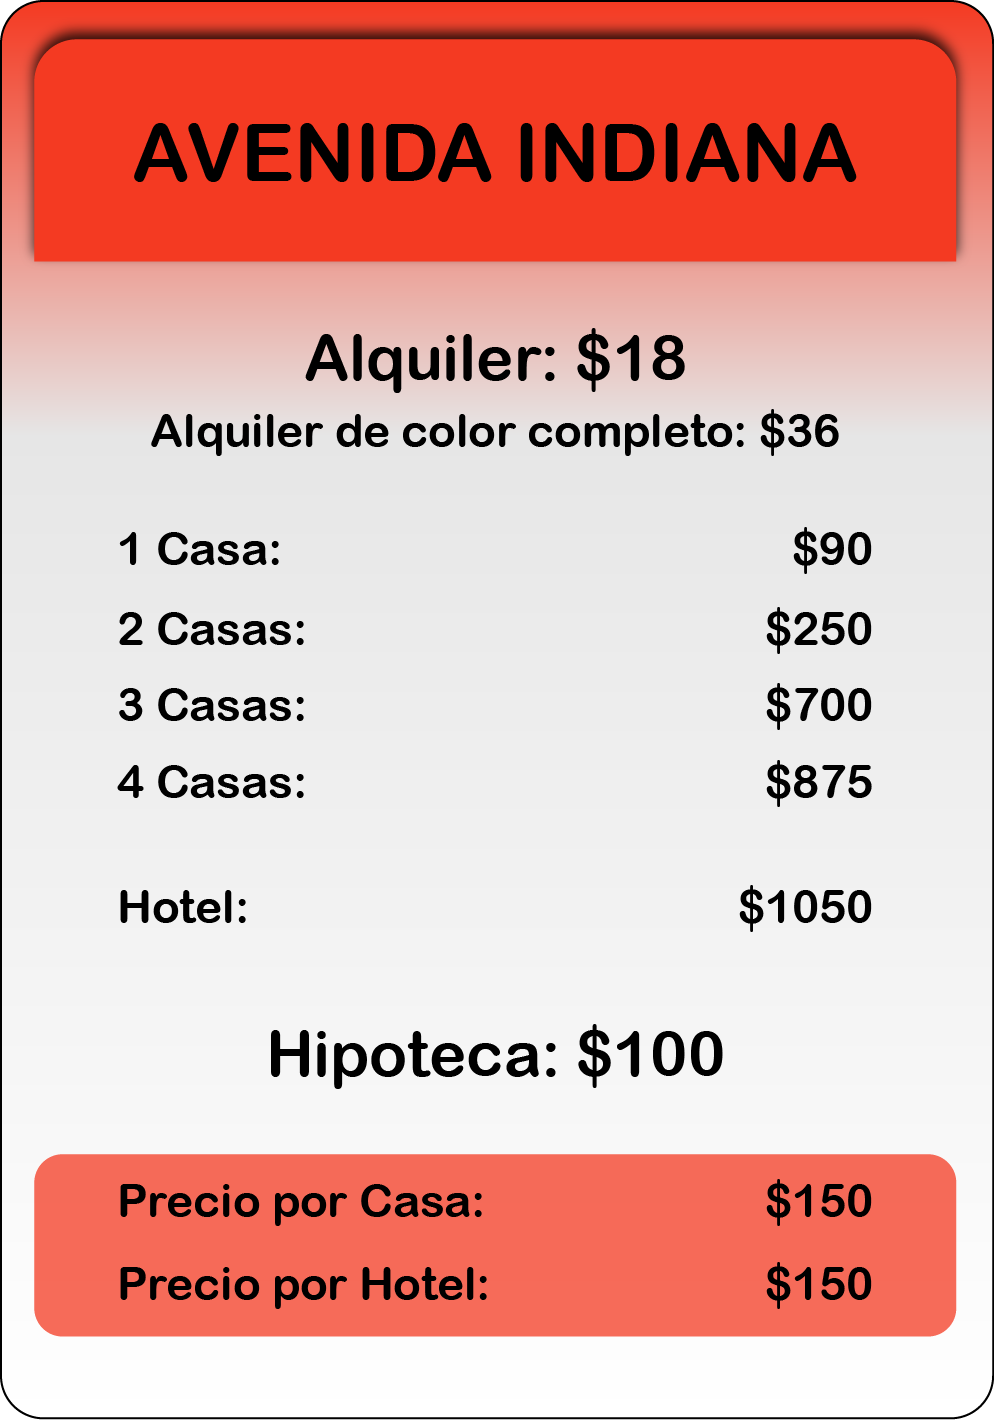 AVENIDA INDIANA
Alquiler: $18
Alquiler de color completo: $36
1 Casa: $90
2 Casas: $250
3 Casas: $700
4 Casas: $875
Hotel: $1050
Hipoteca: $100
Precio por Casa: $150
Precio por Hotel: $150